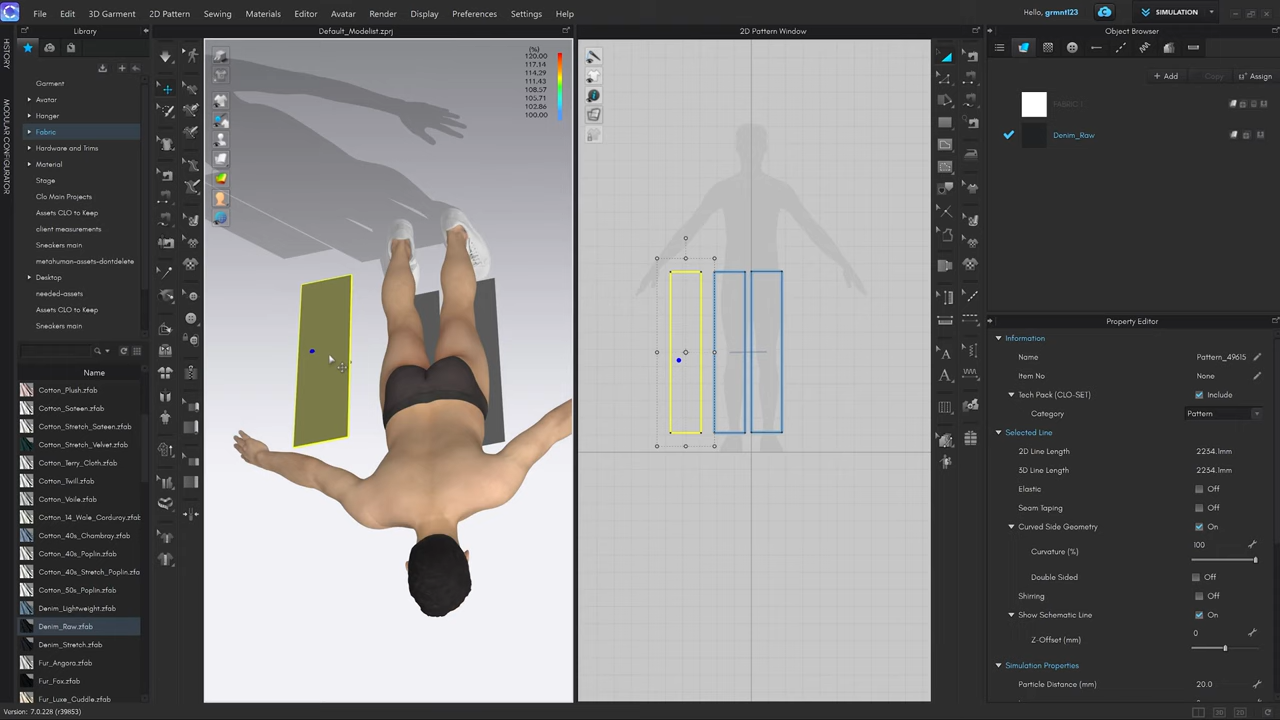 File
Edit
3D Garment
2D Pattern
Sewing
Materials
Editor
Avatar
Render
Display
Preferences
Settings
Help
Hello, grmnt123
SIMULATION
HISTORY
MODULAR CONFIGURATOR
Library
Garment
Avatar
Hanger
Fabric
Hardware and Trims
Material
Stage
Clo Main Projects
Assets CLO to Keep
client measurements
Sneakers main
metahuman-assets-dontdelete
Desktop
needed-assets
Assets CLO to Keep
Sneakers main
Name
Cotton_Plush.zfab
Cotton_Sateen.zfab
Cotton_Stretch_Sateen.zfab
Cotton_Stretch_Velvet.zfab
Cotton_Terry_Cloth.zfab
Cotton_Twill.zfab
Cotton_Voile.zfab
Cotton_14_Wale_Corduroy.zfab
Cotton_40s_Chambray.zfab
Cotton_40s_Poplin.zfab
Cotton_40s_Stretch_Poplin.zfa
Cotton_50s_Poplin.zfab
Denim_Lightweight.zfab
Denim_Raw.zfab
Denim_Stretch.zfab
Fur_Angora.zfab
Fur_Fox.zfab
Fur_Luxe_Cuddle.zfab
Version: 7.0.228 (r39853)
Default_Modelist.zprj
(%)
120.00
117.14
114.29
111.43
108.57
105.71
102.86
100.00
2D Pattern Window
Object Browser
+ Add
Copy
Assign
FABRIC 1
Denim_Raw
Property Editor
Information
Name Pattern_49615
Item No None
Tech Pack (CLO-SET) Include
Category Pattern
Selected Line
2D Line Length 2234.1mm
3D Line Length 2234.1mm
Elastic Off
Seam Taping Off
Curved Side Geometry On
Curvature (%) 100
Double Sided Off
Shirring Off
Show Schematic Line On
Z-Offset (mm) 0
Simulation Properties
Particle Distance (mm) 20.0